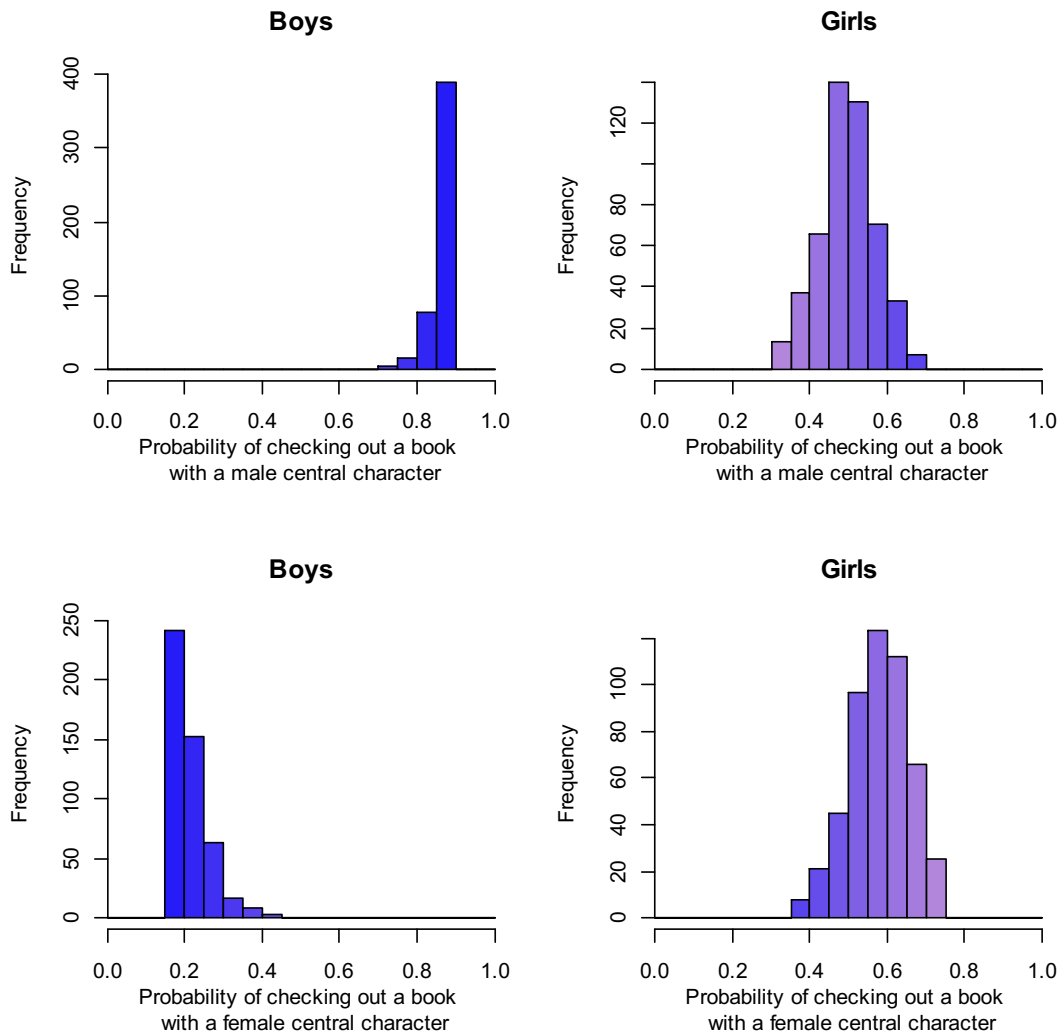 Boys
Frequency
400
300
200
100
0
0.0 0.2 0.4 0.6 0.8 1.0
Probability of checking out a book
with a male central character
Girls
Frequency
120
80
60
40
20
0
0.0 0.2 0.4 0.6 0.8 1.0
Probability of checking out a book
with a male central character
Boys
Frequency
250
200
150
100
50
0
0.0 0.2 0.4 0.6 0.8 1.0
Probability of checking out a book
with a female central character
Girls
Frequency
100
80
60
40
20
0
0.0 0.2 0.4 0.6 0.8 1.0
Probability of checking out a book
with a female central character